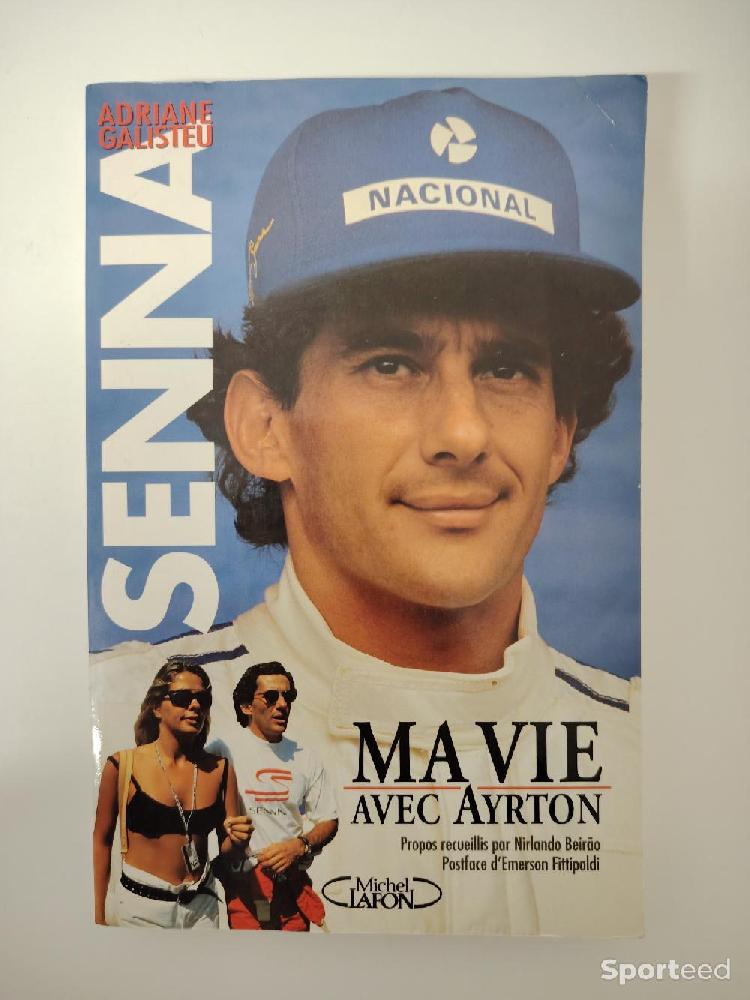 ADRIANE
GALISTEU
SENNA
NACIONAL
MA VIE
AVEC AYRTON
Propos recueillis par Nirlando Beirão
Postface d'Emerson Fittipaldi
Michel
LAFON
SENNA
Sporteed